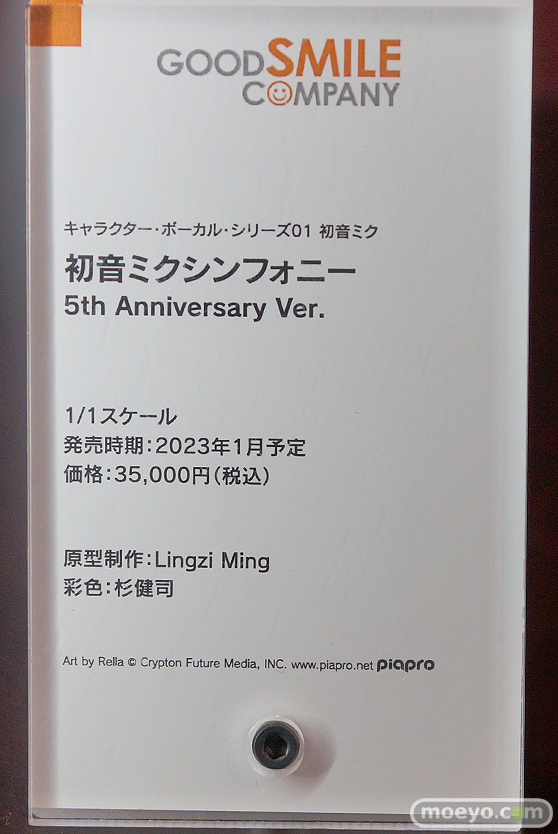 GOODSMILE
COMPANY
キャラクター・ボーカル・シリーズ01 初音ミク
初音ミクシンフォニー
5th Anniversary Ver.
1/1スケール
発売時期：2023年1月予定
価格：35,000円（税込）
原型制作：Lingzi Ming
彩色：杉健司
Art by Rella © Crypton Future Media, INC. www.piapro.net piapro
moeyo.c4m